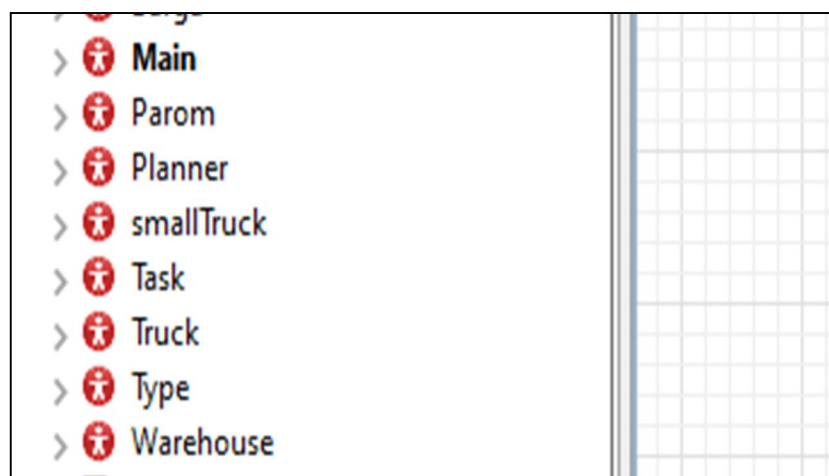 Main
Parom
Planner
smallTruck
Task
Truck
Type
Warehouse